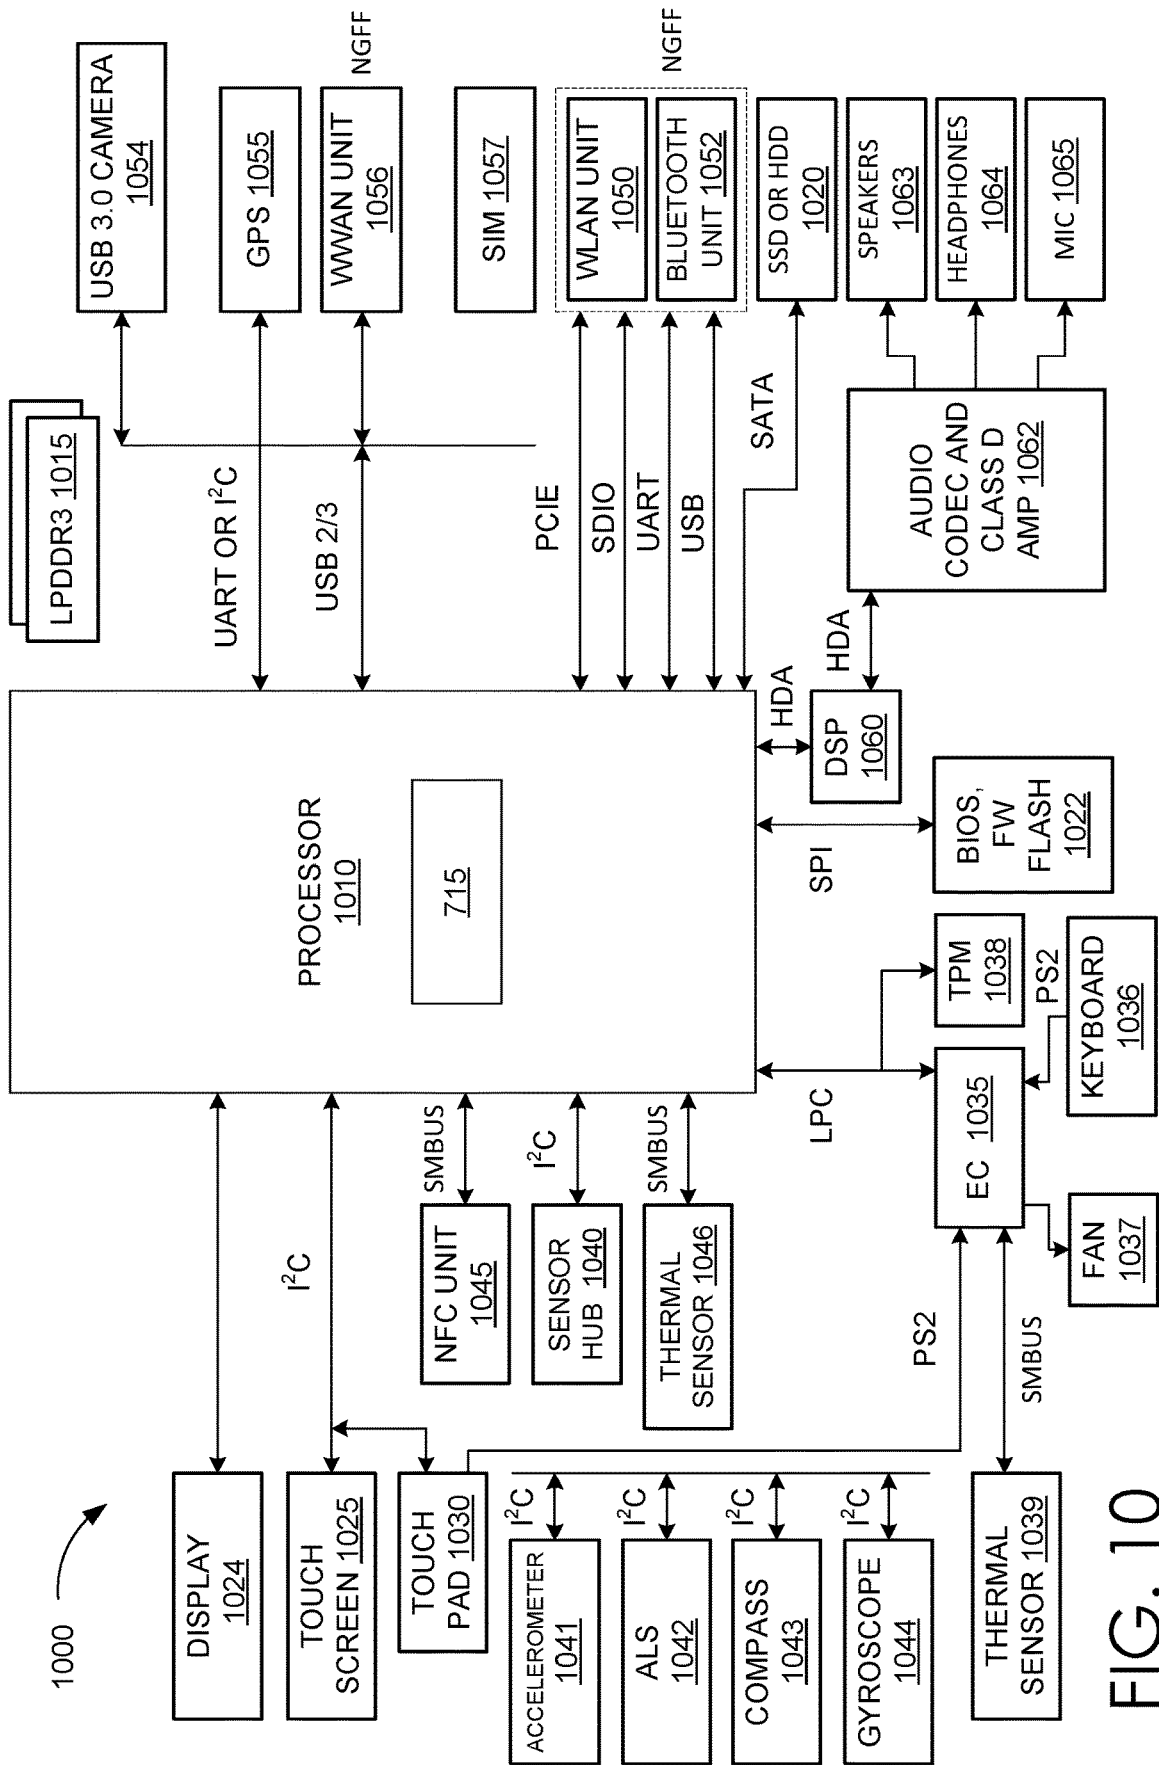 1000
DISPLAY
1024
TOUCH
SCREEN 1025
TOUCH
PAD 1030
ACCELEROMETER
1041
ALS
1042
COMPASS
1043
GYROSCOPE
1044
THERMAL
SENSOR 1039
I²C
I²C
I²C
I²C
I²C
NFC UNIT
1045
SMBUS
SENSOR
HUB 1040
I²C
THERMAL
SENSOR 1046
SMBUS
PS2
SMBUS
FAN
1037
EC 1035
LPC
KEYBOARD
1036
PS2
TPM
1038
PROCESSOR
1010
715
SPI
BIOS,
FW
FLASH
1022
DSP
1060
HDA
HDA
LPDDR3 1015
UART OR I²C
USB 2/3
PCIE
SDIO
UART
USB
SATA
AUDIO
CODEC AND
CLASS D
AMP 1062
USB 3.0 CAMERA
1054
GPS 1055
WWAN UNIT
1056
NGFF
SIM 1057
WLAN UNIT
1050
BLUETOOTH
UNIT 1052
NGFF
SSD OR HDD
1020
SPEAKERS
1063
HEADPHONES
1064
MIC 1065
FIG. 10